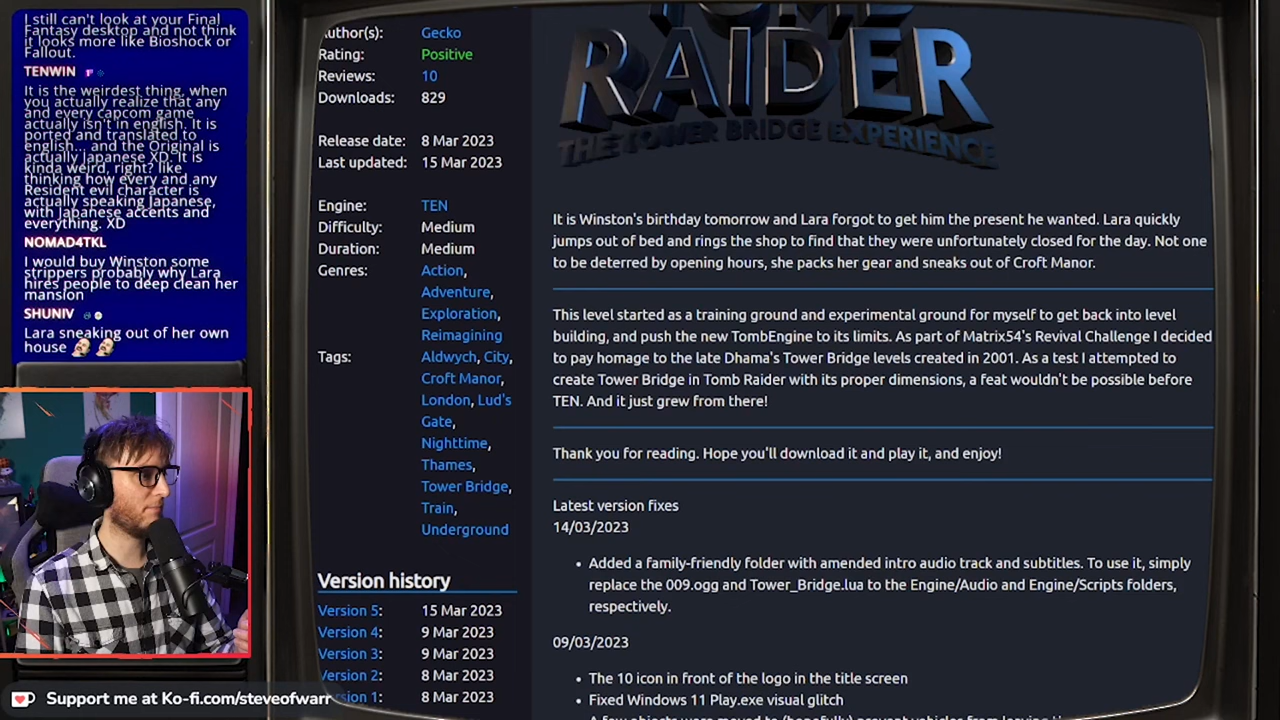 I still can't look at your Final
Fantasy desktop and not think
it looks more like Bioshock or
Fallout.
TENWIN
It is the weirdest thing, when
you actually realize that any
and every capcom game
actually isn't in english. It is
ported and translated to
english... and the Original is
actually Japanese XD. It is
kinda weird, right? like
thinking how every and any
Resident evil character is
actually speaking Japanese,
with Japanese accents and
everything. XD
NOMAD4TKL
I would buy Winston some
strippers probably why Lara
hires people to deep clean her
mansion
SHUNIV
Lara sneaking out of her own
house
Support me at Ko-fi.com/steveofwarr
Author(s): Gecko
Rating: Positive
Reviews: 10
Downloads: 829
Release date: 8 Mar 2023
Last updated: 15 Mar 2023
Engine: TEN
Difficulty: Medium
Duration: Medium
Genres: Action,
Adventure,
Exploration,
Reimagining
Tags: Aldwych, City,
Croft Manor,
London, Lud's
Gate,
Nighttime,
Thames,
Tower Bridge,
Train,
Underground
Version history
Version 5: 15 Mar 2023
Version 4: 9 Mar 2023
Version 3: 9 Mar 2023
Version 2: 8 Mar 2023
sion 1: 8 Mar 2023
RAIDER
THE TOWER BRIDGE EXPERIENCE
It is Winston's birthday tomorrow and Lara forgot to get him the present he wanted. Lara quickly
jumps out of bed and rings the shop to find that they were unfortunately closed for the day. Not one
to be deterred by opening hours, she packs her gear and sneaks out of Croft Manor.
This level started as a training ground and experimental ground for myself to get back into level
building, and push the new TombEngine to its limits. As part of Matrix54's Revival Challenge I decided
to pay homage to the late Dhama's Tower Bridge levels created in 2001. As a test I attempted to
create Tower Bridge in Tomb Raider with its proper dimensions, a feat wouldn't be possible before
TEN. And it just grew from there!
Thank you for reading. Hope you'll download it and play it, and enjoy!
Latest version fixes
14/03/2023
• Added a family-friendly folder with amended intro audio track and subtitles. To use it, simply
replace the 009.ogg and Tower_Bridge.lua to the Engine/Audio and Engine/Scripts folders,
respectively.
09/03/2023
• The 10 icon in front of the logo in the title screen
• Fixed Windows 11 Play.exe visual glitch
• A few objects were moved to (hopefully) prevent vehicles from